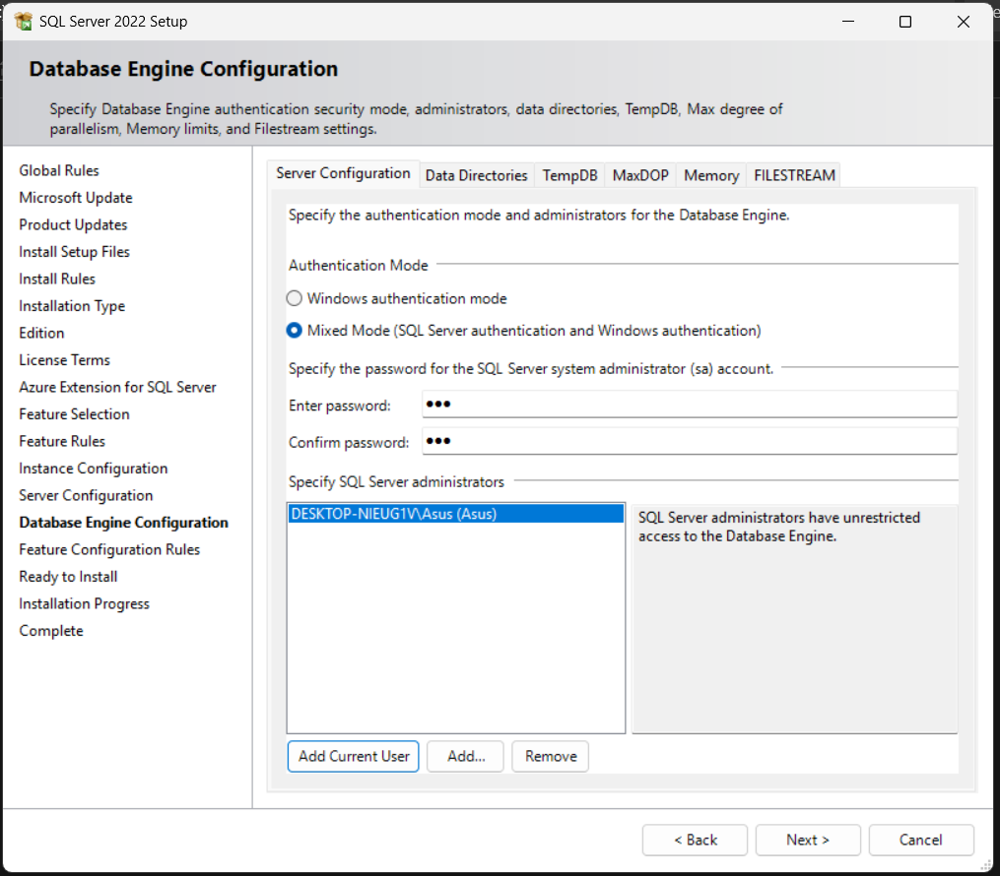 SQL Server 2022 Setup
Database Engine Configuration
Specify Database Engine authentication security mode, administrators, data directories, TempDB, Max degree of
parallelism, Memory limits, and Filestream settings.
Global Rules
Microsoft Update
Product Updates
Install Setup Files
Install Rules
Installation Type
Edition
License Terms
Azure Extension for SQL Server
Feature Selection
Feature Rules
Instance Configuration
Server Configuration
Database Engine Configuration
Feature Configuration Rules
Ready to Install
Installation Progress
Complete
Server Configuration Data Directories TempDB MaxDOP Memory FILESTREAM
Specify the authentication mode and administrators for the Database Engine.
Authentication Mode
Windows authentication mode
Mixed Mode (SQL Server authentication and Windows authentication)
Specify the password for the SQL Server system administrator (sa) account.
Enter password: ●●●
Confirm password: ●●●
Specify SQL Server administrators
DESKTOP-NIEUG1V\Asus (Asus)
SQL Server administrators have unrestricted
access to the Database Engine.
Add Current User Add... Remove
< Back Next > Cancel